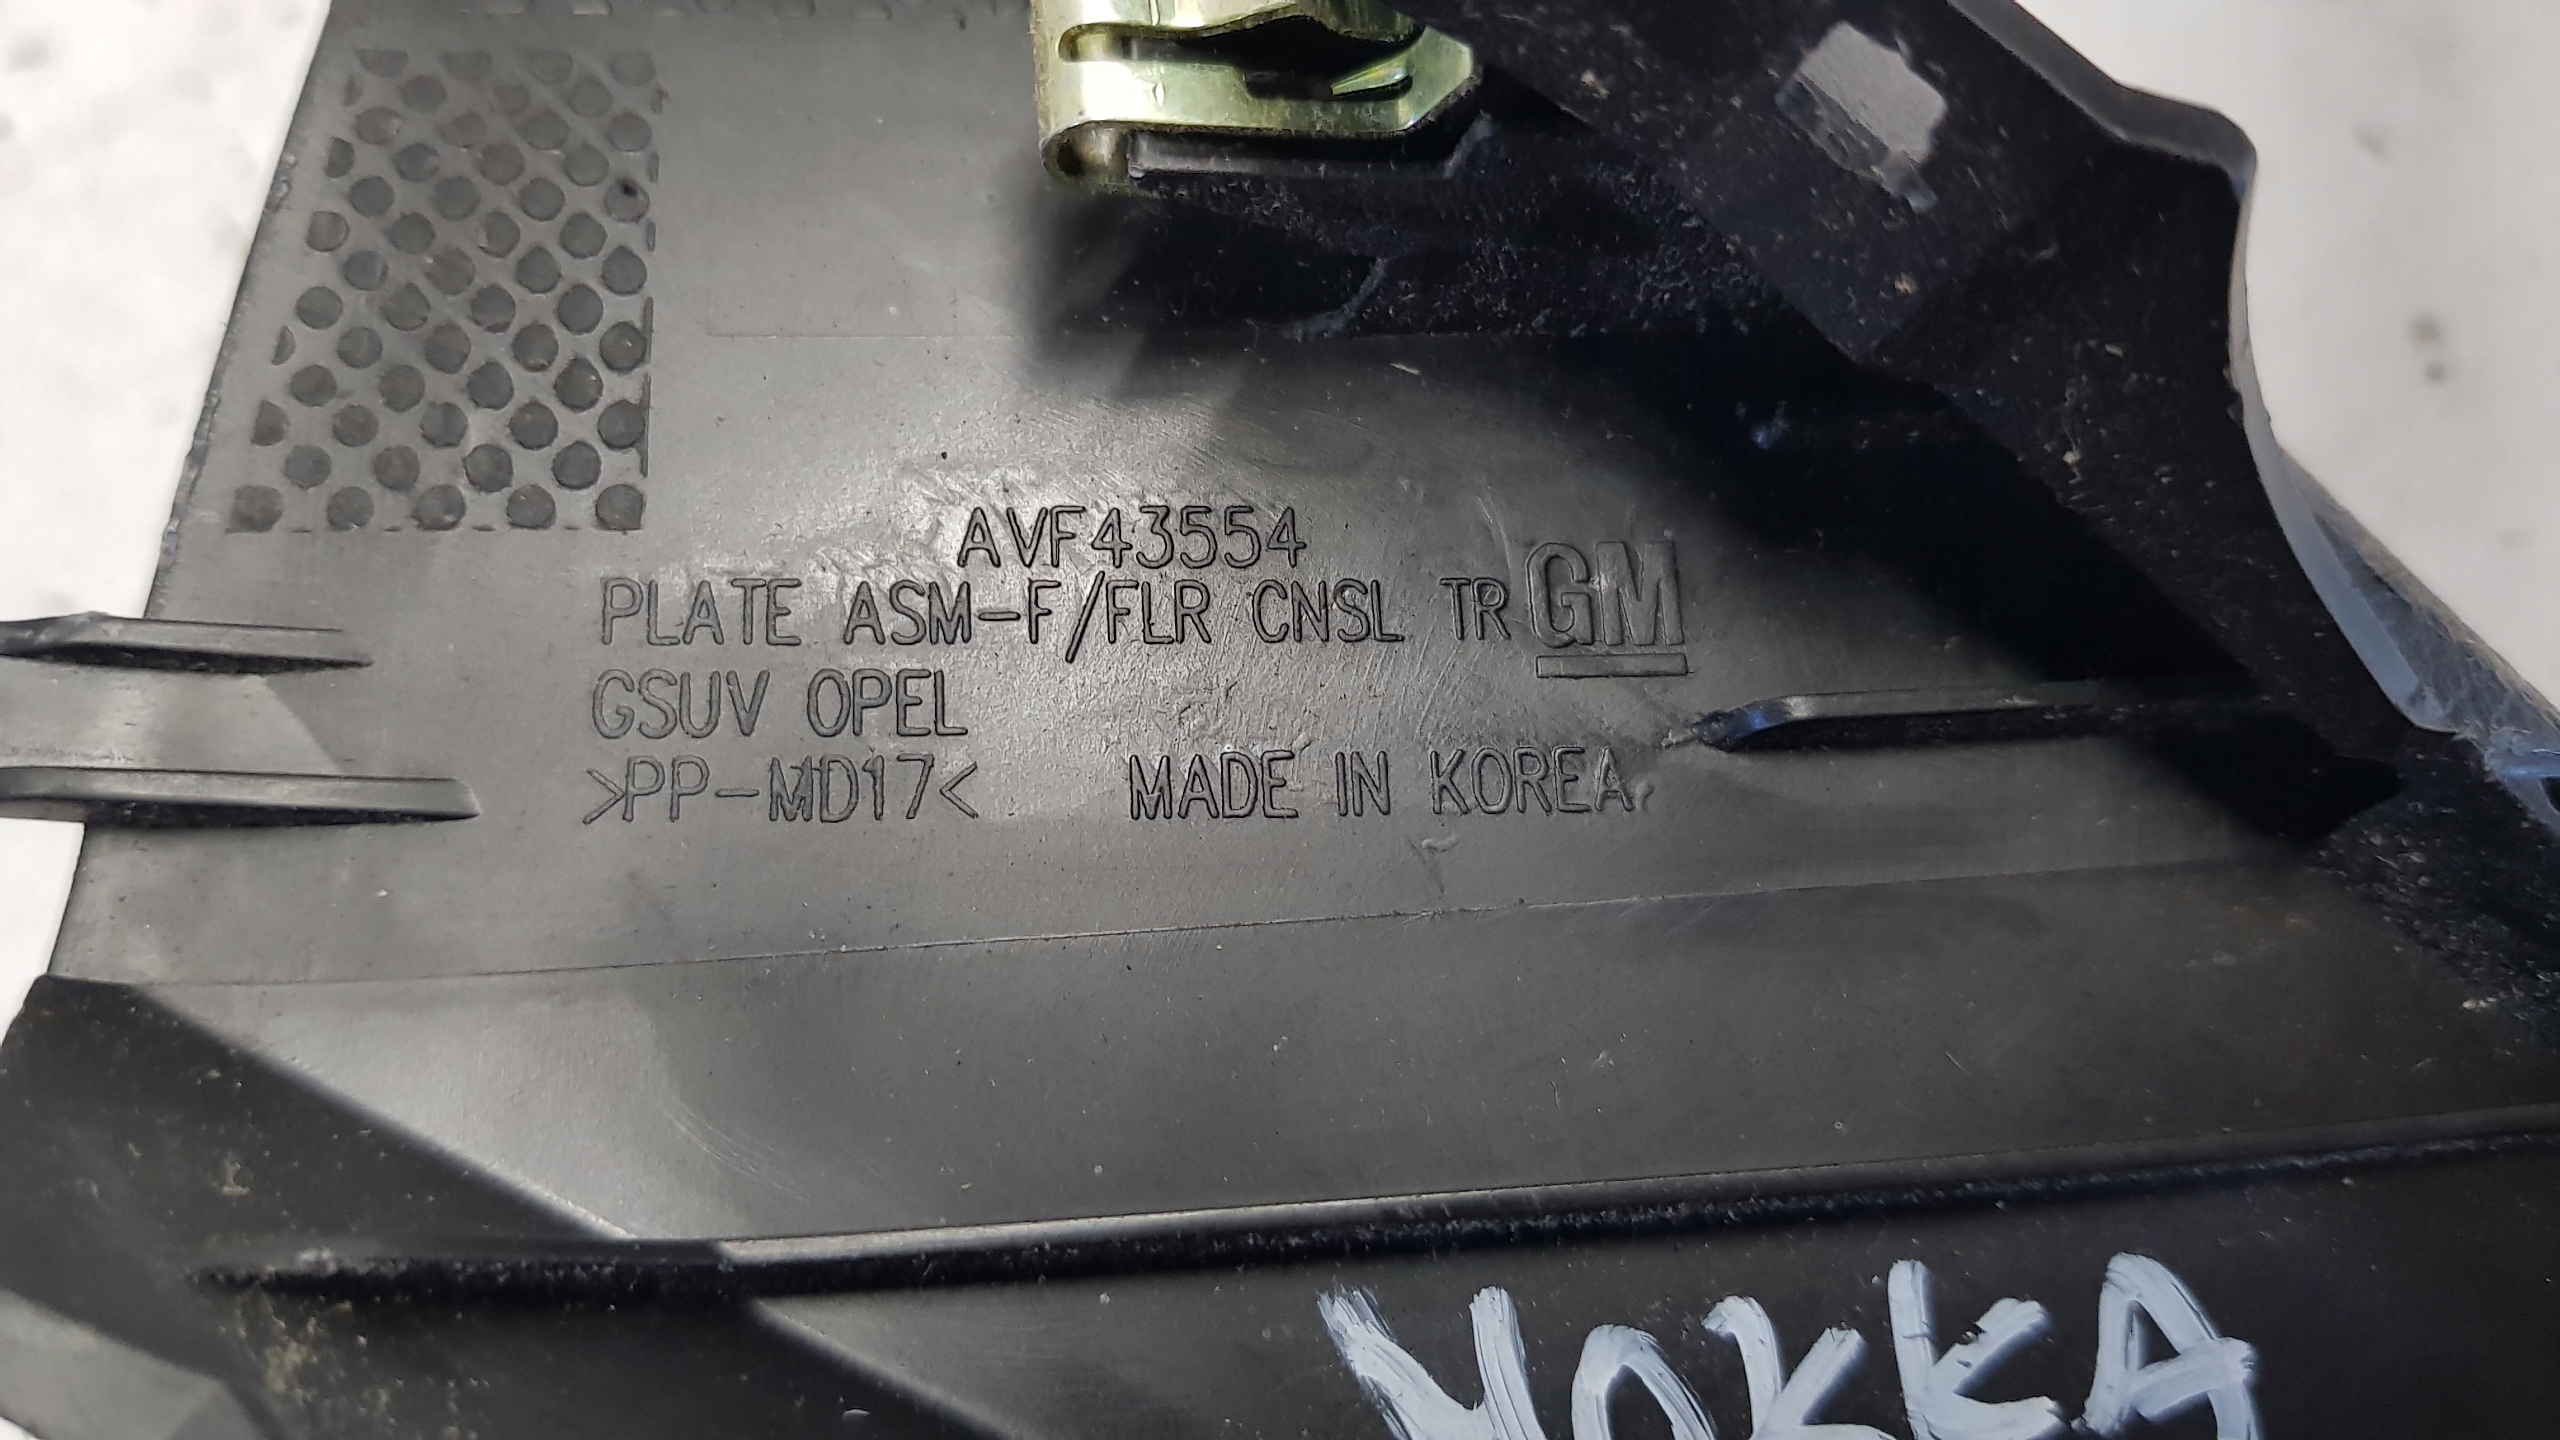 AVF43554
PLATE ASM-F/FLR CNSL TR GM
GSUV OPEL
>PP-MD17< MADE IN KOREA
MOKKA